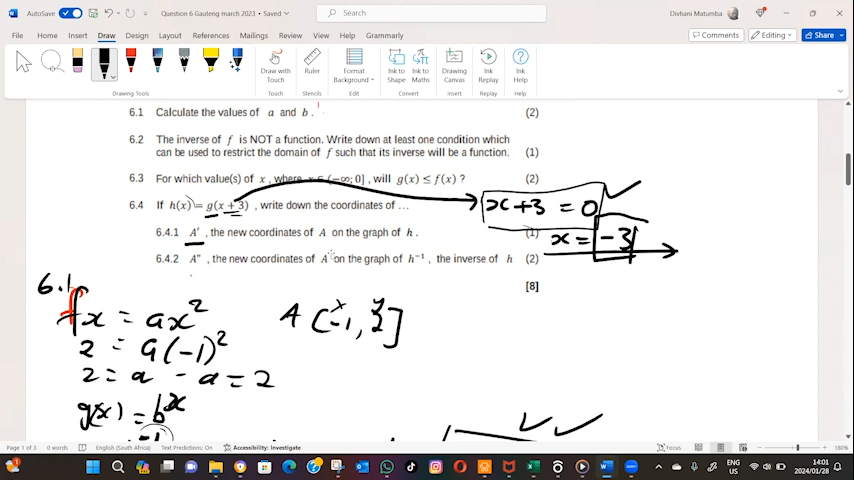 AutoSave On Question 6 Gauteng march 2023 • Saved Search Divhani Matumba
File Home Insert Draw Design Layout References Mailings Review View Help Grammarly Comments Editing Share
Draw with Touch Ruler Format Background Ink to Shape Ink to Math Drawing Canvas Ink Replay Ink Help
Drawing Tools Stencils Edit Convert Insert Replay Help
6.1 Calculate the values of a and b. (2)
6.2 The inverse of f is NOT a function. Write down at least one condition which
can be used to restrict the domain of f such that its inverse will be a function. (1)
6.3 For which value(s) of x, where x ∈ (−∞; 0], will g(x) ≤ f(x)? (2)
6.4 If h(x) = g(x + 3), write down the coordinates of ...
x+3 = 0
6.4.1 A', the new coordinates of A on the graph of h. (1)
x = -3
6.4.2 A", the new coordinates of A' on the graph of h⁻¹, the inverse of h (2)
[8]
6.1
fx = ax²
A (-1, 2]
x y
2 = a(-1)²
2 = a - a = 2
g(x) = b^x
Page 1 of 3 0 words English (South Africa) Text Predictions: On Accessibility: Investigate Focus 180%
ENG
INTL 14:01
2024/01/28